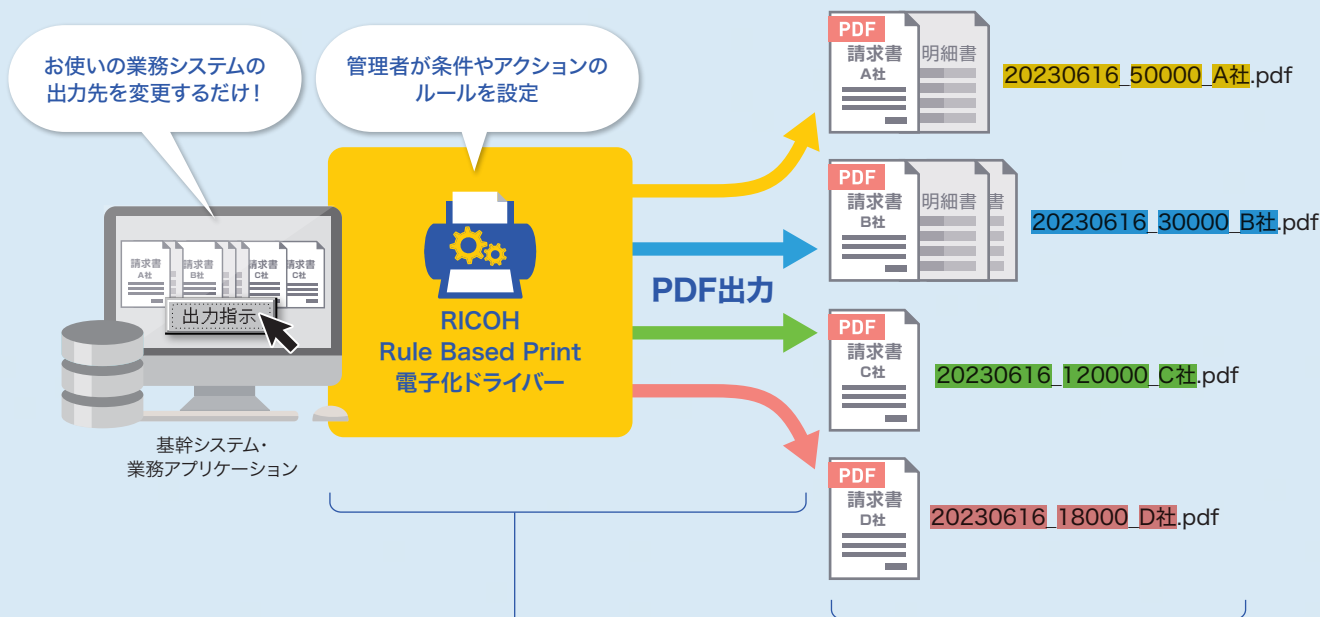 お使いの業務システムの
出力先を変更するだけ！
管理者が条件やアクションの
ルールを設定
請求書
A社
請求書
B社
請求書
C社
請求書
C社
出力指示
基幹システム・
業務アプリケーション
RICOH
Rule Based Print
電子化ドライバー
PDF出力
PDF
請求書
A社
明細書
20230616_50000_A社.pdf
PDF
請求書
B社
明細書
書
20230616_30000_B社.pdf
PDF
請求書
C社
20230616_120000_C社.pdf
PDF
請求書
D社
20230616_18000_D社.pdf